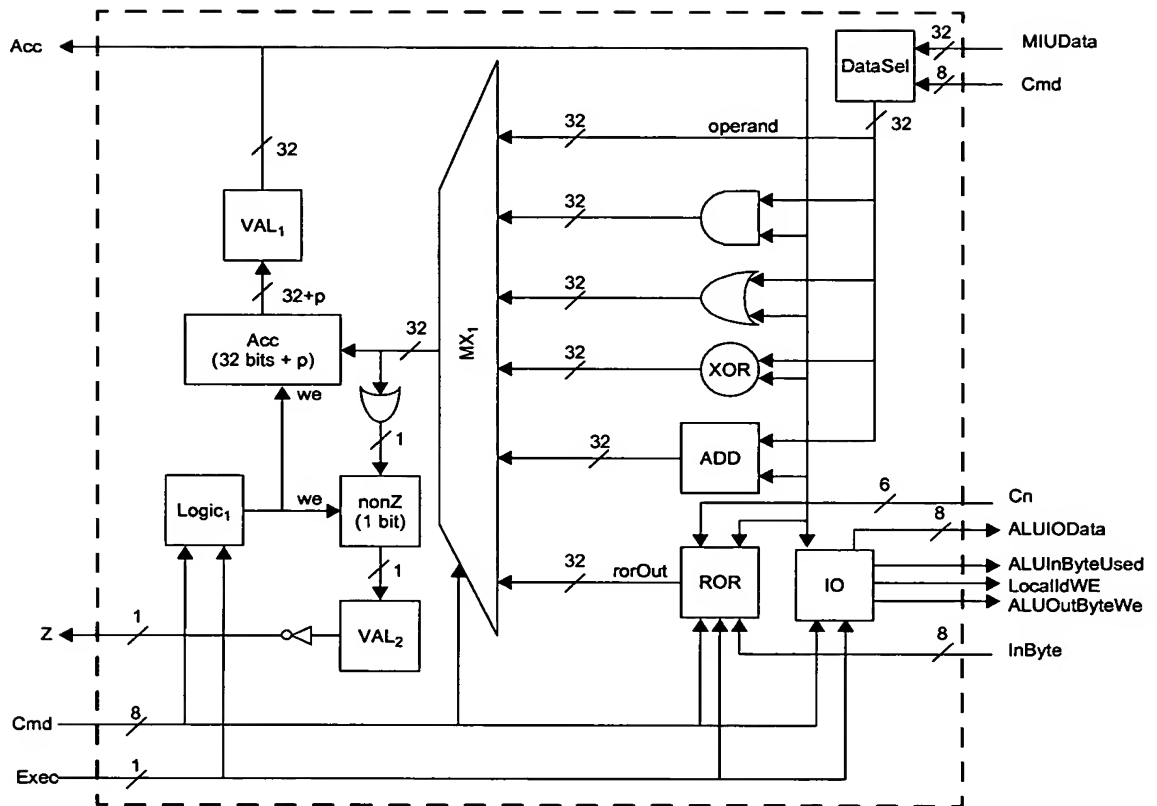 Acc
32
MIUData
DataSel
8
Cmd
32
32
operand
32
32
VAL1
32
32+p
Acc
(32 bits + p)
32
MX1
32
XOR
we
1
32
ADD
Logic1
we
nonZ
(1 bit)
6
Cn
8
ALUIOData
1
32
rorOut
ROR
IO
ALUInByteUsed
LocalIdWE
ALUOutByteWe
Z
1
VAL2
8
InByte
Cmd
8
Exec
1